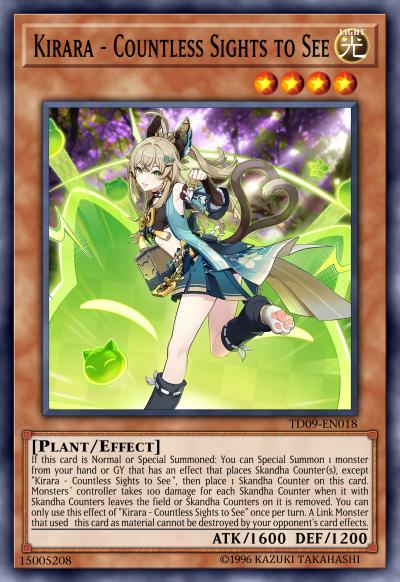 Kirara - Countless Sights to See
LIGHT
光
TD09-EN018
[Plant/Effect]
If this card is Normal or Special Summoned: You can Special Summon 1 monster
from your hand or GY that has an effect that places Skandha Counter(s), except
"Kirara - Countless Sights to See", then place 1 Skandha Counter on this card.
Monsters' controller takes 100 damage for each Skandha Counter when it with
Skandha Counter leaves the field or Skandha Counters on it is removed. You can
only use this effect of "Kirara - Countless Sights to See" once per turn. A Link Monster
that used this card as material cannot be destroyed by your opponent's card effects.
ATK/1600 DEF/1200
15005208
©1996 KAZUKI TAKAHASHI